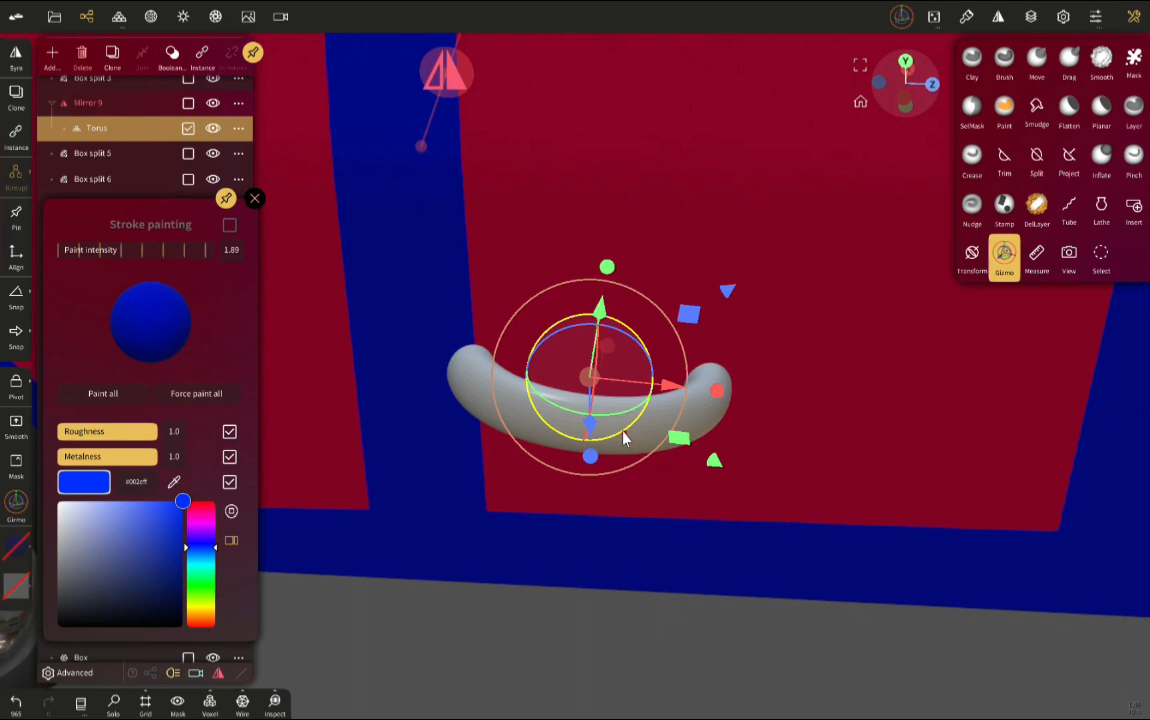 Sym
Clone
Instance
Pin
Align
Snap
Snap
Pivot
Smooth
Mask
Gizmo
Add...
Delete
Clone
Join
Boolean...
Instance
Box split 3
Mirror 9
Torus
Box split 5
Box split 6
Stroke painting
Paint intensity 1.89
Paint all Force paint all
Roughness 1.0
Metalness 1.0
#002eff
Box
Advanced
965
0
Solo
Grid
Mask
Voxel
Wire
Inspect
Y
Z
Clay Brush Move Drag Smooth Mask
SelMask Paint Smudge Flatten Planar Layer
Crease Trim Split Project Inflate Pinch
Nudge Stamp DelLayer Tube Lathe Insert
Transform Gizmo Measure View Select